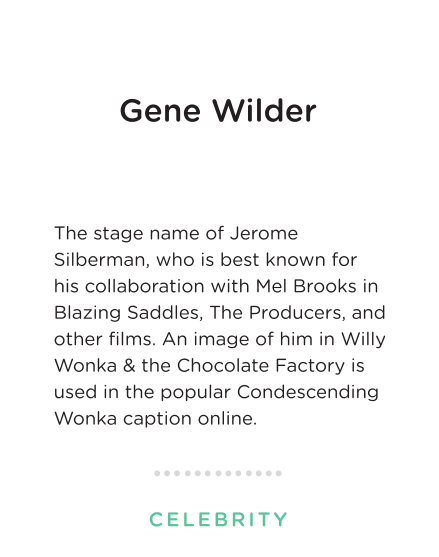 Gene Wilder
The stage name of Jerome
Silberman, who is best known for
his collaboration with Mel Brooks in
Blazing Saddles, The Producers, and
other films. An image of him in Willy
Wonka & the Chocolate Factory is
used in the popular Condescending
Wonka caption online.
CELEBRITY